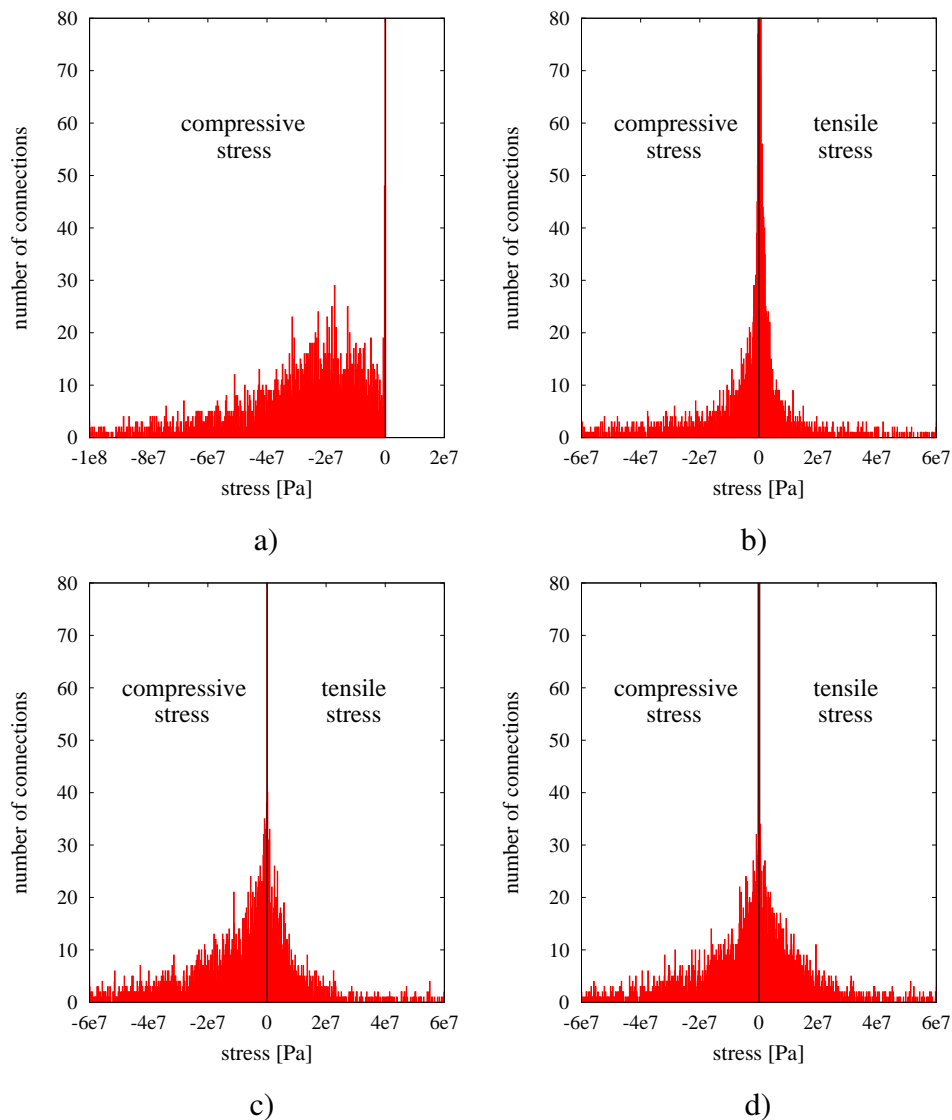 80
70
60
50
40
30
20
10
0
number of connections
compressive
stress
-1e8 -8e7 -6e7 -4e7 -2e7 0 2e7
stress [Pa]
a)
80
70
60
50
40
30
20
10
0
number of connections
compressive
stress
tensile
stress
-6e7 -4e7 -2e7 0 2e7 4e7 6e7
stress [Pa]
b)
80
70
60
50
40
30
20
10
0
number of connections
compressive
stress
tensile
stress
-6e7 -4e7 -2e7 0 2e7 4e7 6e7
stress [Pa]
c)
80
70
60
50
40
30
20
10
0
number of connections
compressive
stress
tensile
stress
-6e7 -4e7 -2e7 0 2e7 4e7 6e7
stress [Pa]
d)